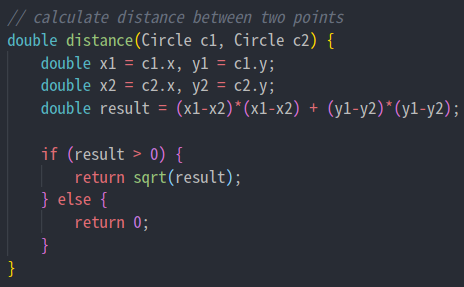 // calculate distance between two points
double distance(Circle c1, Circle c2) {
    double x1 = c1.x, y1 = c1.y;
    double x2 = c2.x, y2 = c2.y;
    double result = (x1-x2)*(x1-x2) + (y1-y2)*(y1-y2);

    if (result > 0) {
        return sqrt(result);
    } else {
        return 0;
    }
}